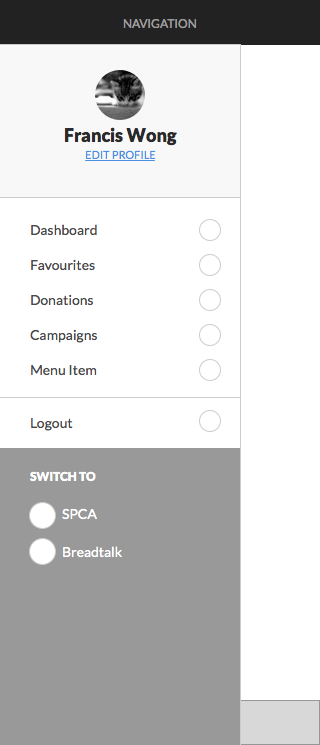 NAVIGATION
Francis Wong
EDIT PROFILE
Dashboard
Favourites
Donations
Campaigns
Menu Item
Logout
SWITCH TO
SPCA
Breadtalk